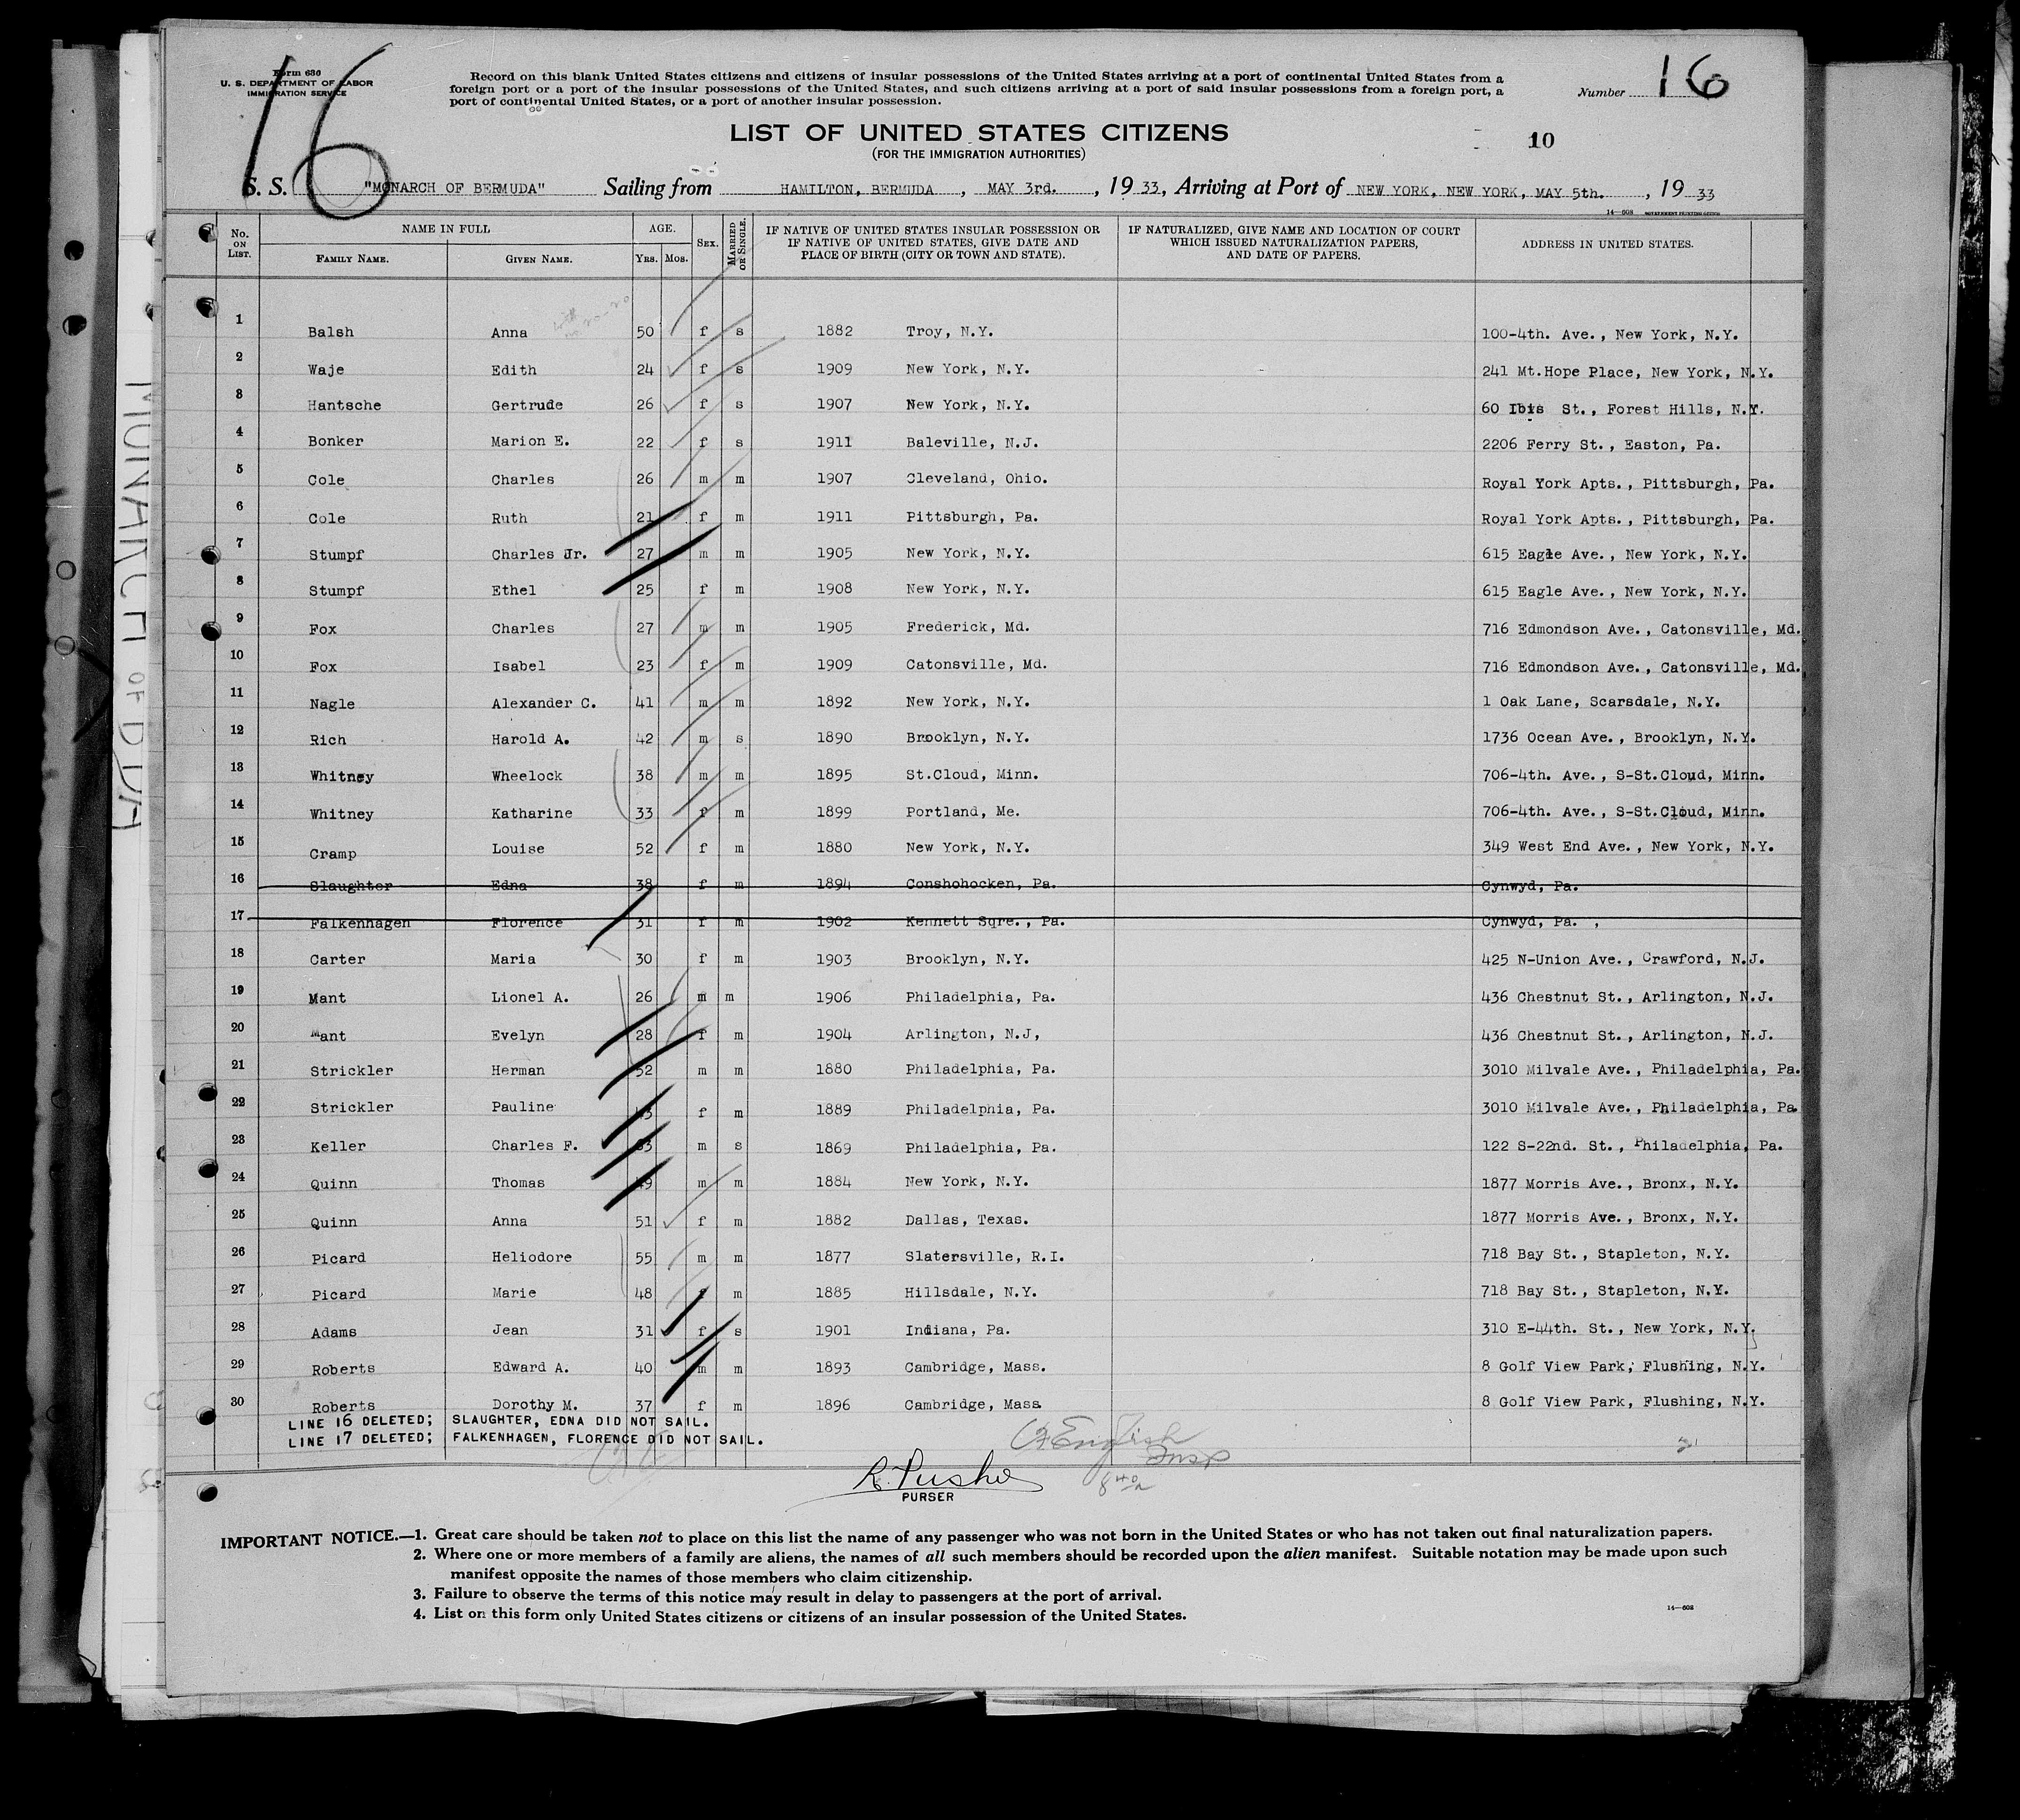 16
Form 630
U. S. DEPARTMENT OF LABOR
IMMIGRATION SERVICE
Record on this blank United States citizens and citizens of insular possessions of the United States arriving at a port of continental United States from a
foreign port or a port of the insular possessions of the United States, and such citizens arriving at a port of said insular possessions from a foreign port, a
port of continental United States, or a port of another insular possession.
Number 16
LIST OF UNITED STATES CITIZENS
(FOR THE IMMIGRATION AUTHORITIES)
10
S. S. "MONARCH OF BERMUDA" Sailing from HAMILTON, BERMUDA, MAY 3rd., 1933, Arriving at Port of NEW YORK, NEW YORK, MAY 5th., 1933
14—608 GOVERNMENT PRINTING OFFICE
No. ON LIST. NAME IN FULL FAMILY NAME. GIVEN NAME. AGE. YRS. MOS. SEX. MARRIED OR SINGLE. IF NATIVE OF UNITED STATES INSULAR POSSESSION OR IF NATIVE OF UNITED STATES, GIVE DATE AND PLACE OF BIRTH (CITY OR TOWN AND STATE). IF NATURALIZED, GIVE NAME AND LOCATION OF COURT WHICH ISSUED NATURALIZATION PAPERS, AND DATE OF PAPERS. ADDRESS IN UNITED STATES.
1 Balsh Anna 50 f s 1882 Troy, N.Y. 100-4th. Ave., New York, N.Y.
2 Waje Edith 24 f s 1909 New York, N.Y. 241 Mt.Hope Place, New York, N.Y.
3 Hantsche Gertrude 26 f s 1907 New York, N.Y. 60 Ibis St., Forest Hills, N.Y.
4 Bonker Marion E. 22 f s 1911 Baleville, N.J. 2206 Ferry St., Easton, Pa.
5 Cole Charles 26 m m 1907 Cleveland, Ohio. Royal York Apts., Pittsburgh, Pa.
6 Cole Ruth 21 f m 1911 Pittsburgh, Pa. Royal York Apts., Pittsburgh, Pa.
7 Stumpf Charles Jr. 27 m m 1905 New York, N.Y. 615 Eagle Ave., New York, N.Y.
8 Stumpf Ethel 25 f m 1908 New York, N.Y. 615 Eagle Ave., New York, N.Y.
9 Fox Charles 27 m m 1905 Frederick, Md. 716 Edmondson Ave., Catonsville, Md.
10 Fox Isabel 23 f m 1909 Catonsville, Md. 716 Edmondson Ave., Catonsville, Md.
11 Nagle Alexander C. 41 m m 1892 New York, N.Y. 1 Oak Lane, Scarsdale, N.Y.
12 Rich Harold A. 42 m s 1890 Brooklyn, N.Y. 1736 Ocean Ave., Brooklyn, N.Y.
13 Whitney Wheelock 38 m m 1895 St.Cloud, Minn. 706-4th. Ave., S-St.Cloud, Minn.
14 Whitney Katharine 33 f m 1899 Portland, Me. 706-4th. Ave., S-St.Cloud, Minn.
15 Cramp Louise 52 f m 1880 New York, N.Y. 349 West End Ave., New York, N.Y.
16 Slaughter Edna 38 f m 1894 Conshohocken, Pa. Cynwyd, Pa.
17 Falkenhagen Florence 31 f m 1902 Kennett Sqre., Pa. Cynwyd, Pa. ,
18 Carter Maria 30 f m 1903 Brooklyn, N.Y. 425 N-Union Ave., Crawford, N.J.
19 Mant Lionel A. 26 m m 1906 Philadelphia, Pa. 436 Chestnut St., Arlington, N.J.
20 Mant Evelyn 28 f m 1904 Arlington, N.J, 436 Chestnut St., Arlington, N.J.
21 Strickler Herman 52 m m 1880 Philadelphia, Pa. 3010 Milvale Ave., Philadelphia, Pa.
22 Strickler Pauline 43 f m 1889 Philadelphia, Pa. 3010 Milvale Ave., Philadelphia, Pa.
23 Keller Charles F. 63 m s 1869 Philadelphia, Pa. 122 S-22nd. St., Philadelphia, Pa.
24 Quinn Thomas 49 m m 1884 New York, N.Y. 1877 Morris Ave., Bronx, N.Y.
25 Quinn Anna 51 f m 1882 Dallas, Texas. 1877 Morris Ave., Bronx, N.Y.
26 Picard Heliodore 55 m m 1877 Slatersville, R.I. 718 Bay St., Stapleton, N.Y.
27 Picard Marie 48 f m 1885 Hillsdale, N.Y. 718 Bay St., Stapleton, N.Y.
28 Adams Jean 31 f s 1901 Indiana, Pa. 310 E-44th. St., New York, N.Y.
29 Roberts Edward A. 40 m m 1893 Cambridge, Mass. 8 Golf View Park, Flushing, N.Y.
30 Roberts Dorothy M. 37 f m 1896 Cambridge, Mass 8 Golf View Park, Flushing, N.Y.
LINE 16 DELETED; SLAUGHTER, EDNA DID NOT SAIL.
LINE 17 DELETED; FALKENHAGEN, FLORENCE DID NOT SAIL.
English
Insp
PURSER
IMPORTANT NOTICE.—1. Great care should be taken not to place on this list the name of any passenger who was not born in the United States or who has not taken out final naturalization papers.
2. Where one or more members of a family are aliens, the names of all such members should be recorded upon the alien manifest. Suitable notation may be made upon such
manifest opposite the names of those members who claim citizenship.
3. Failure to observe the terms of this notice may result in delay to passengers at the port of arrival.
4. List on this form only United States citizens or citizens of an insular possession of the United States.
14—608